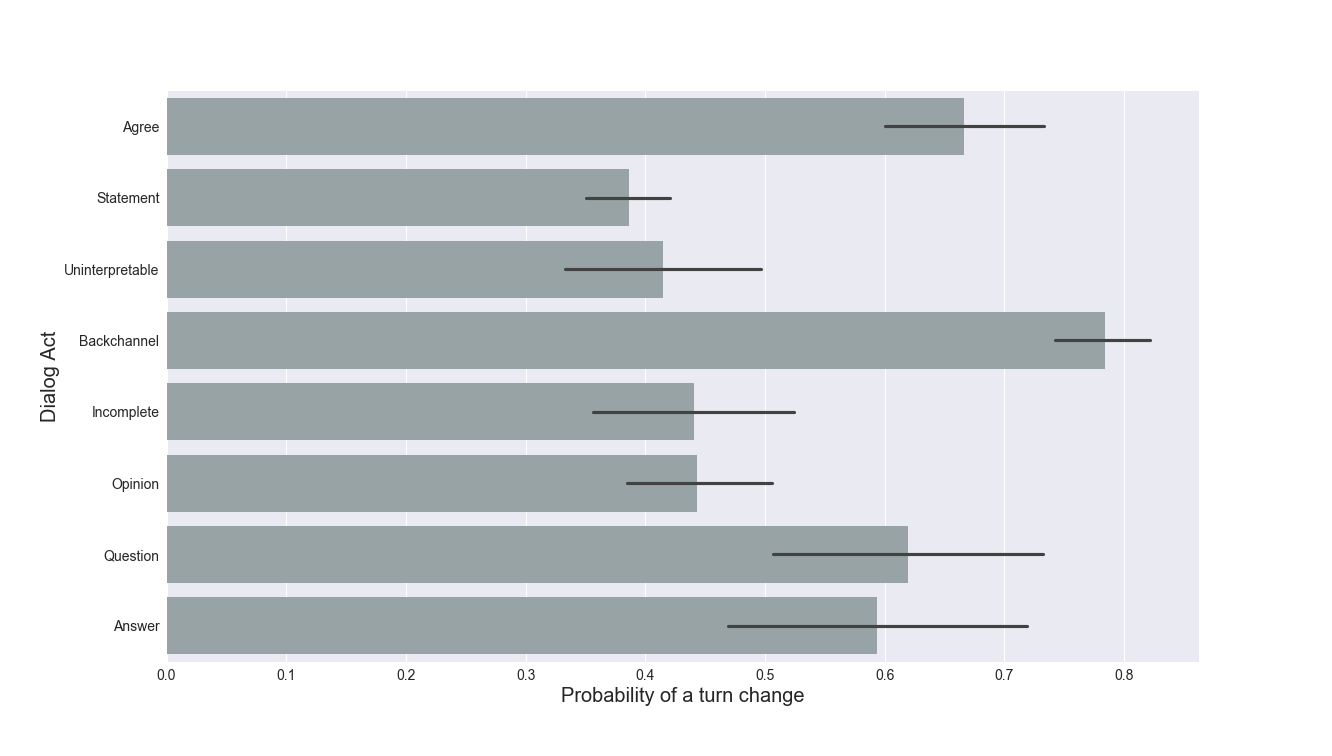 Agree
Statement
Uninterpretable
Backchannel
Incomplete
Opinion
Question
Answer
Dialog Act
0.0 0.1 0.2 0.3 0.4 0.5 0.6 0.7 0.8
Probability of a turn change